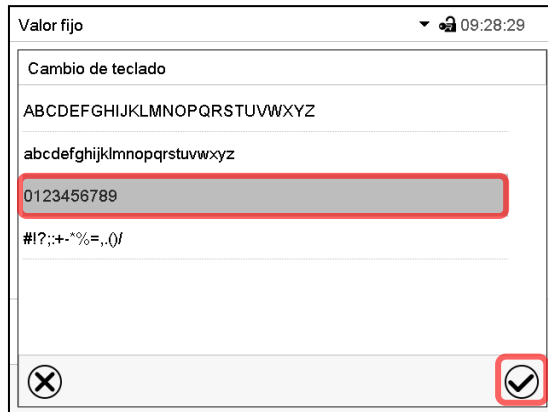 Valor fijo 09:28:29
Cambio de teclado
ABCDEFGHIJKLMNOPQRSTUVWXYZ
abcdefghijklmnopqrstuvwxyz
0123456789
#!?;:+-*%=,.()/